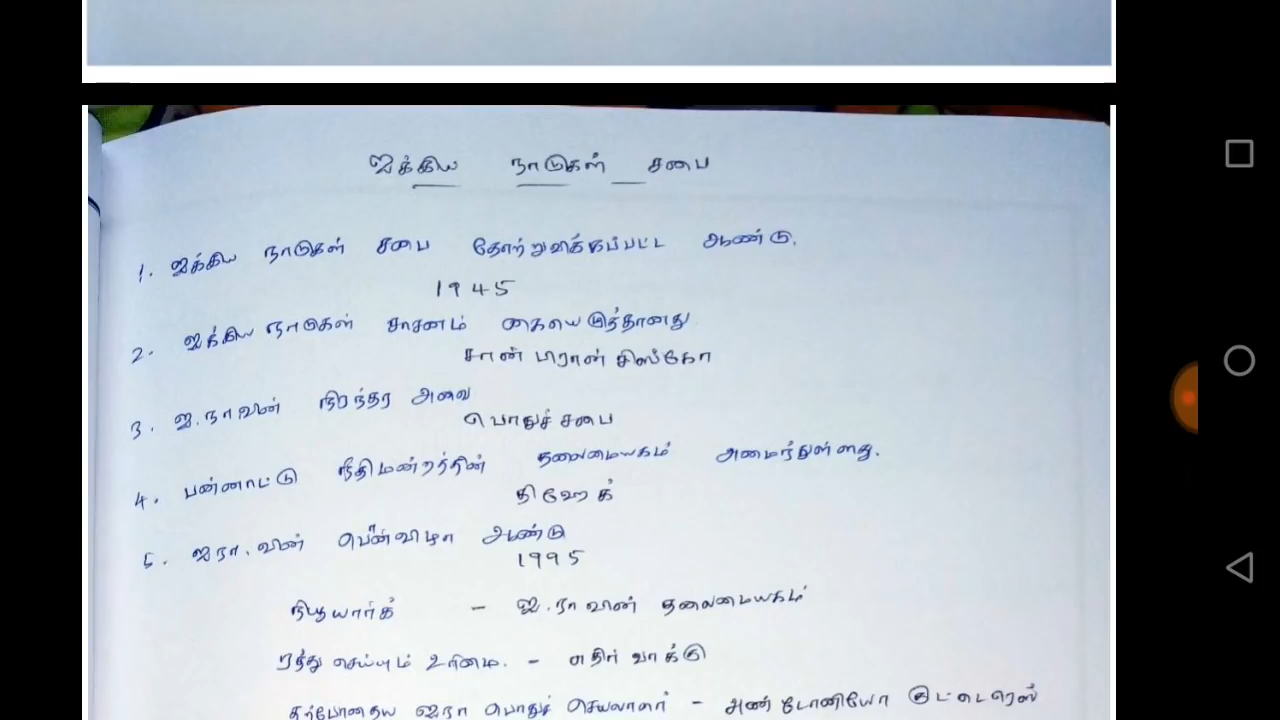 ஐக்கிய நாடுகள் சபை
1. ஐக்கிய நாடுகள் சபை தோற்றுவிக்கப்பட்ட ஆண்டு.
1945
2. ஐக்கிய நாடுகள் சாசனம் கையெடுத்தானது
சான் பிரான் சிஸ்கோ
3. ஐ.நாவின் நிரந்தர அவை
பொதுச் சபை
4. பன்னாட்டு நீதிமன்றத்தின் தலைமையகம் அமைந்துள்ளது.
தி ஹேக்
5. ஐநா.வின் பொன்விழா ஆண்டு
1995
நியூயார்க் - ஐ.நாவின் தலைமையகம்
ரத்து செய்யும் உரிமை. - எதிர் வாக்கு
தற்போதைய ஐநா பொதுச் செயலாளர் - அண்டோனியோ குட்டெரெஸ்